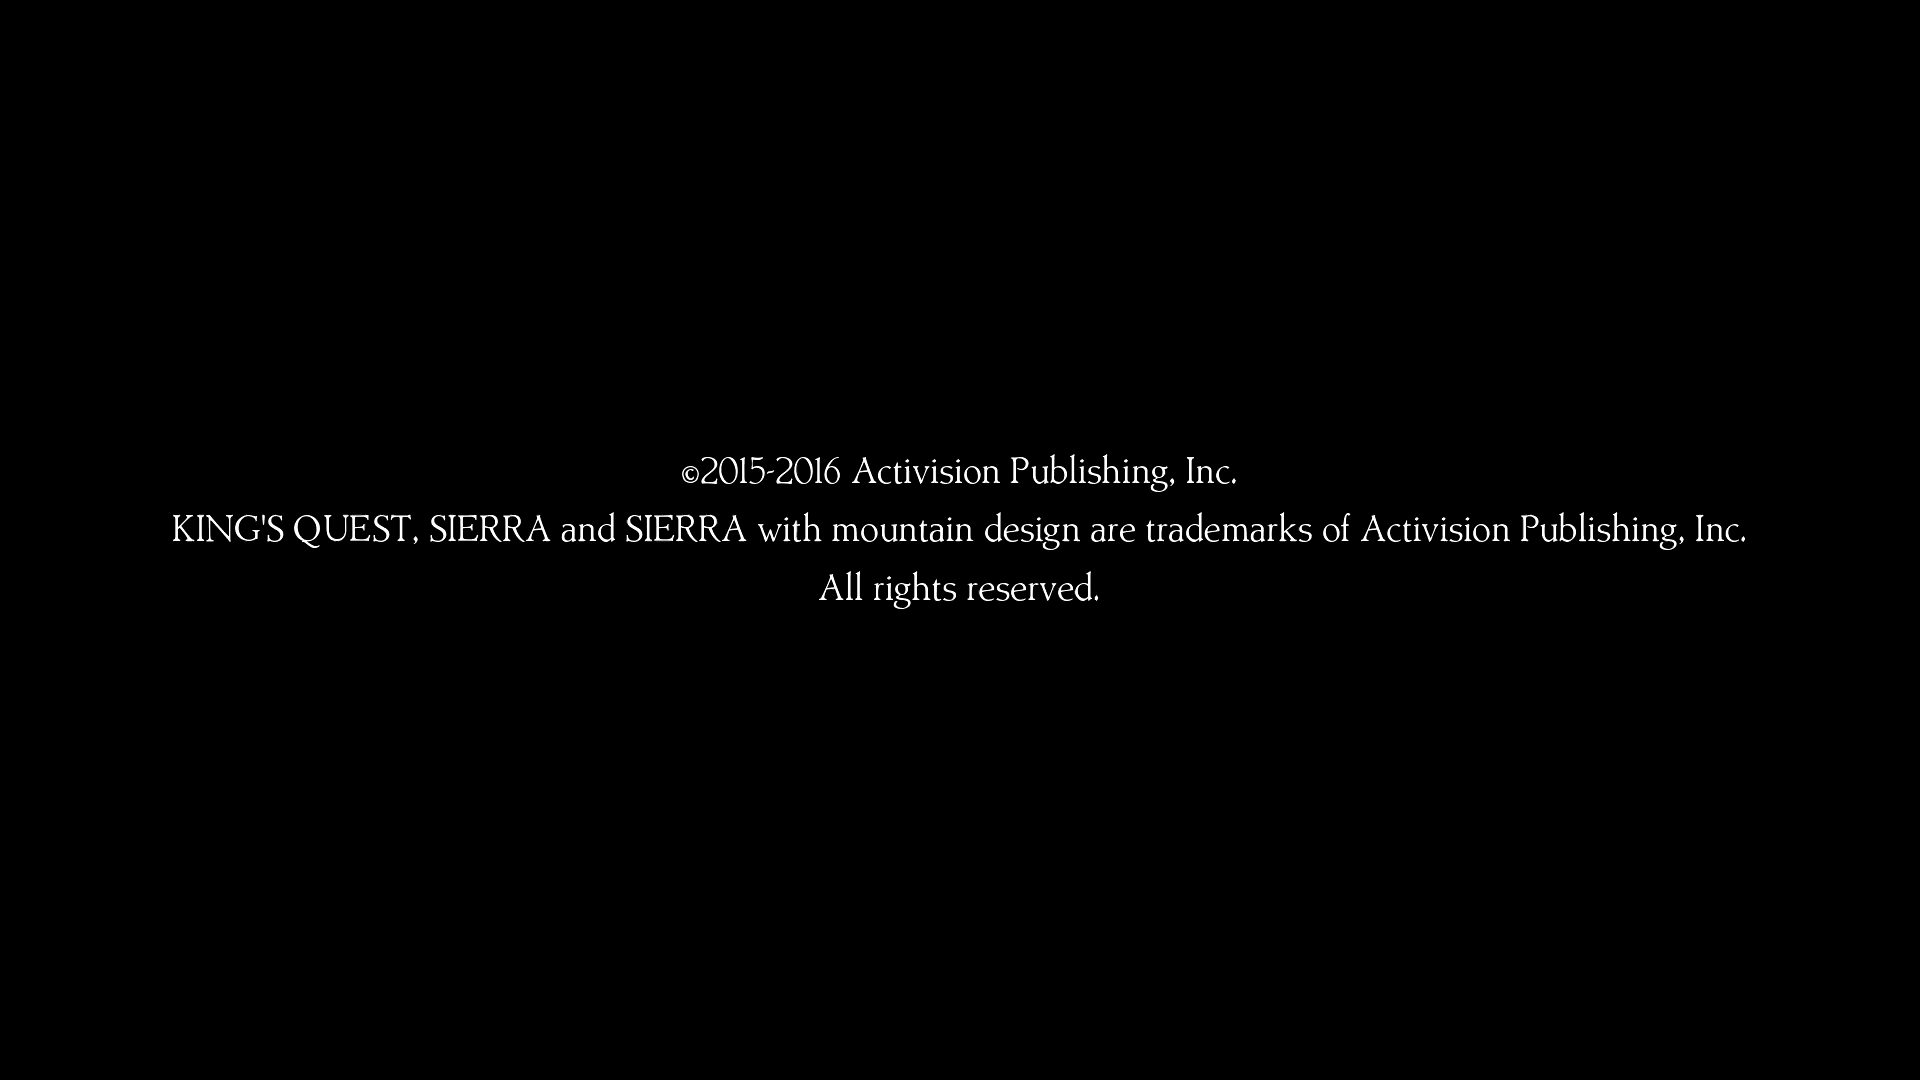 ©2015-2016 Activision Publishing, Inc.
KING'S QUEST, SIERRA and SIERRA with mountain design are trademarks of Activision Publishing, Inc.
All rights reserved.